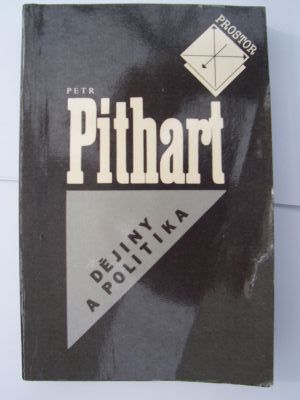 PROSTOR
PETR
Pithart
DĚJINY
A POLITIKA